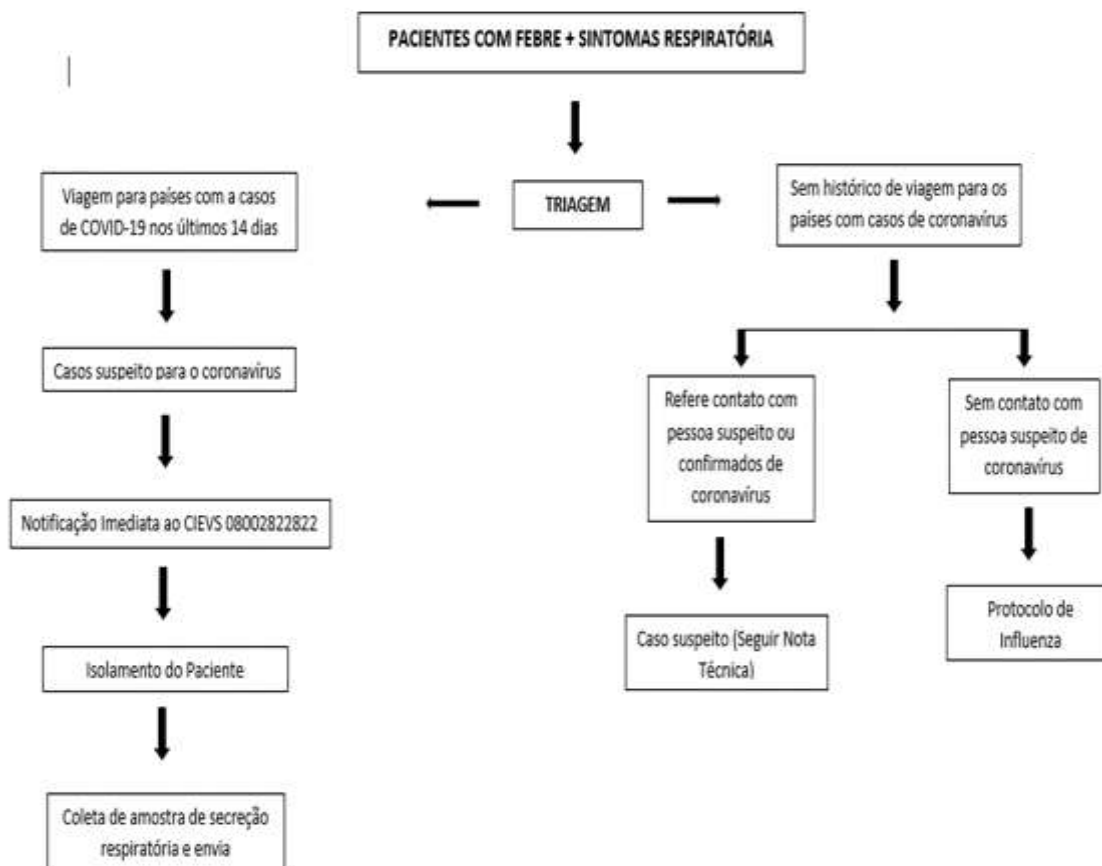 PACIENTES COM FEBRE + SINTOMAS RESPIRATÓRIA
TRIAGEM
Viagem para países com a casos
de COVID-19 nos últimos 14 dias
Casos suspeito para o coronavírus
Notificação Imediata ao CIEVS 08002822822
Isolamento do Paciente
Coleta de amostra de secreção
respiratória e envia
Sem histórico de viagem para os
países com casos de coronavírus
Refere contato com
pessoa suspeito ou
confirmados de
coronavírus
Caso suspeito (Seguir Nota
Técnica)
Sem contato com
pessoa suspeito de
coronavírus
Protocolo de
Influenza